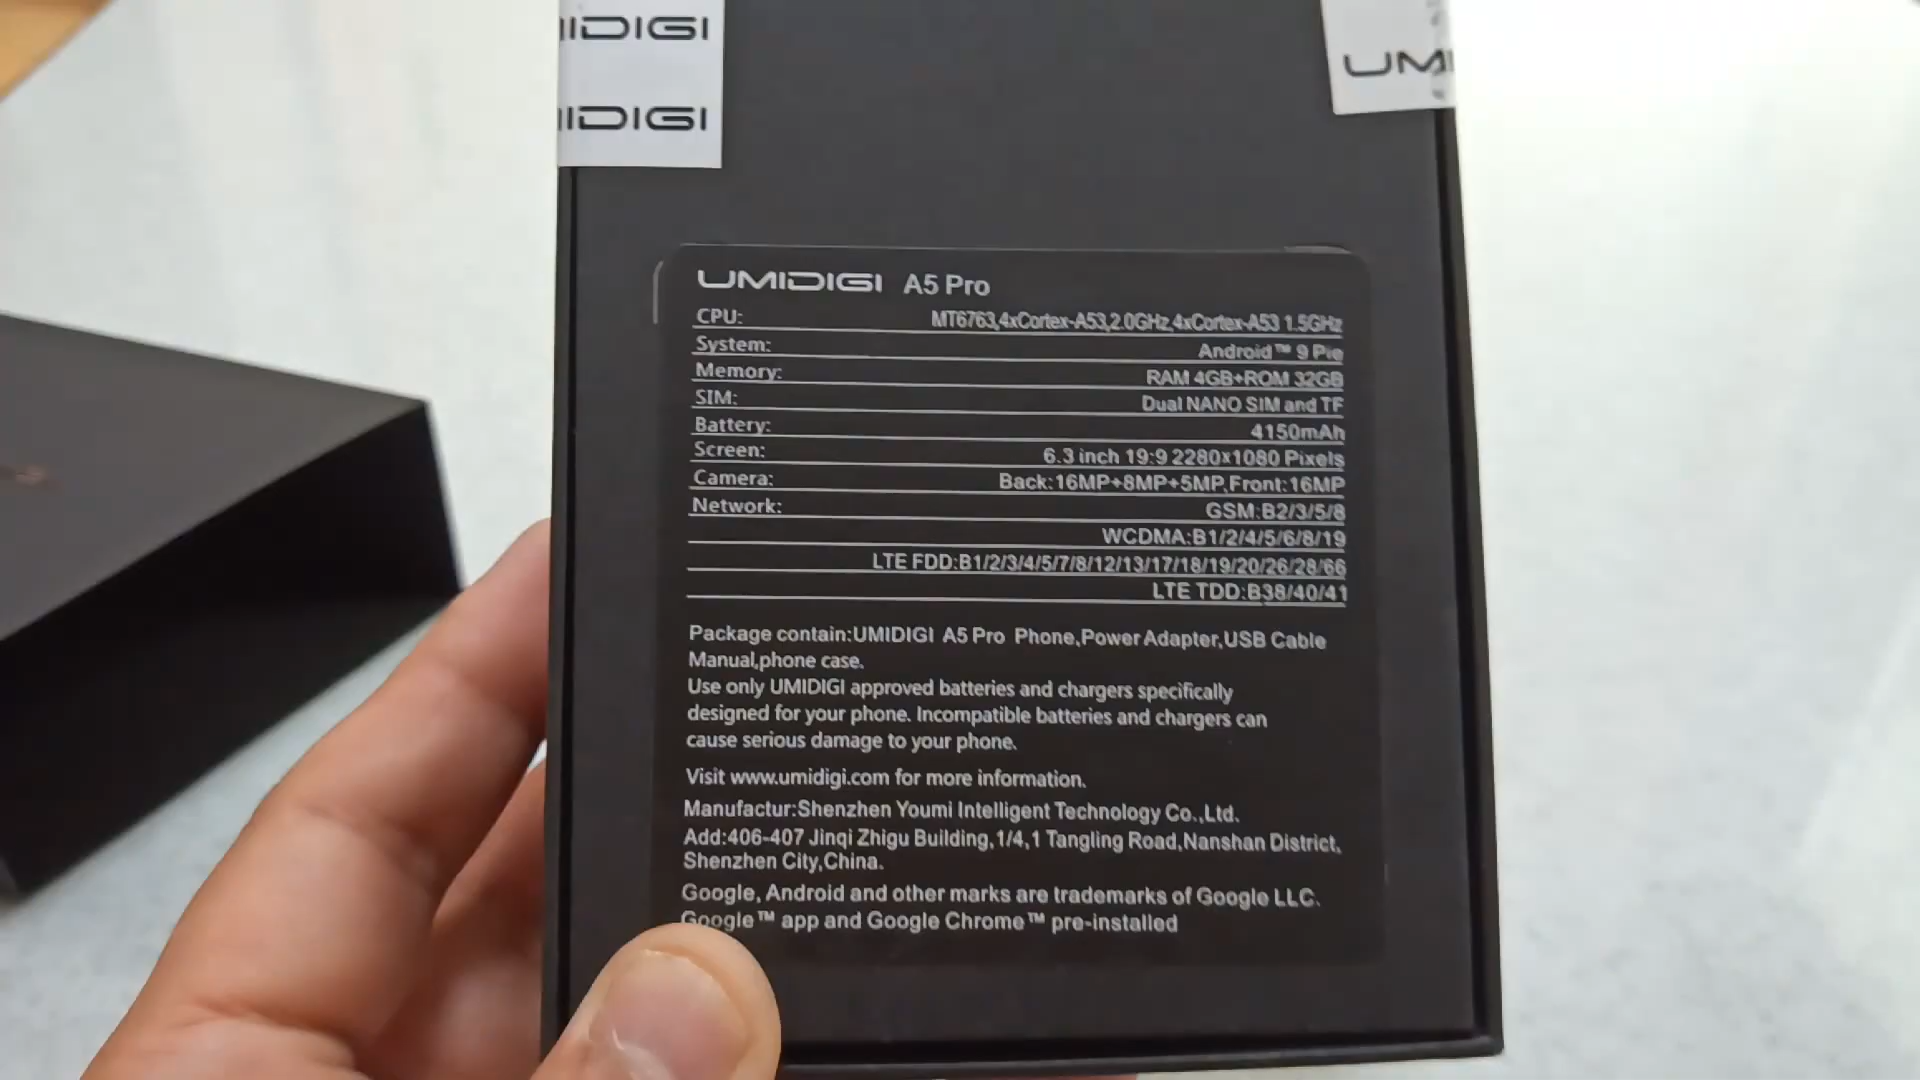 IDIGI
IDIGI
UM
UMIDIGI A5 Pro
CPU: MT6763,4xCortex-A53,2.0GHz,4xCortex-A53 1.5GHz
System: Android™ 9 Pie
Memory: RAM 4GB+ROM 32GB
SIM: Dual NANO SIM and TF
Battery: 4150mAh
Screen: 6.3 inch 19:9 2280x1080 Pixels
Camera: Back:16MP+8MP+5MP,Front:16MP
Network: GSM:B2/3/5/8
WCDMA:B1/2/4/5/6/8/19
LTE FDD:B1/2/3/4/5/7/8/12/13/17/18/19/20/26/28/66
LTE TDD:B38/40/41
Package contain:UMIDIGI A5 Pro Phone,Power Adapter,USB Cable
Manual,phone case.
Use only UMIDIGI approved batteries and chargers specifically
designed for your phone. Incompatible batteries and chargers can
cause serious damage to your phone.
Visit www.umidigi.com for more information.
Manufactur:Shenzhen Youmi Intelligent Technology Co.,Ltd.
Add:406-407 Jinqi Zhigu Building,1/4,1 Tangling Road,Nanshan District,
Shenzhen City,China.
Google, Android and other marks are trademarks of Google LLC.
Google™ app and Google Chrome™ pre-installed